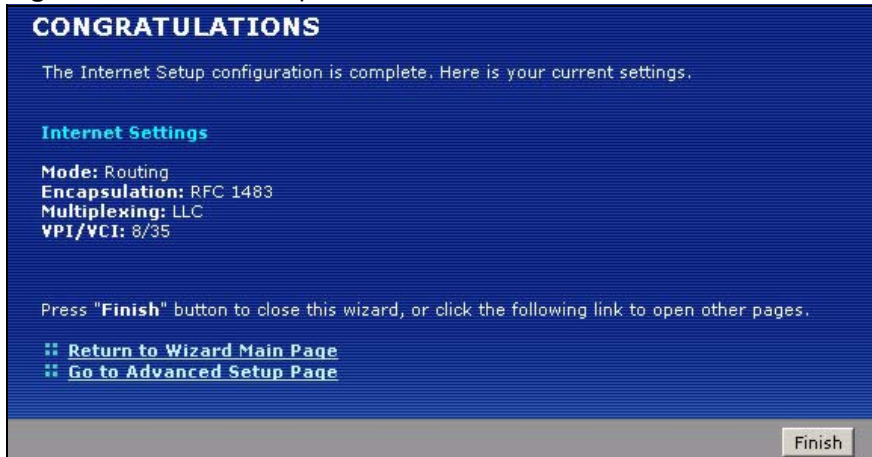 CONGRATULATIONS
The Internet Setup configuration is complete. Here is your current settings.
Internet Settings
Mode: Routing
Encapsulation: RFC 1483
Multiplexing: LLC
VPI/VCI: 8/35
Press "Finish" button to close this wizard, or click the following link to open other pages.
Return to Wizard Main Page
Go to Advanced Setup Page
Finish